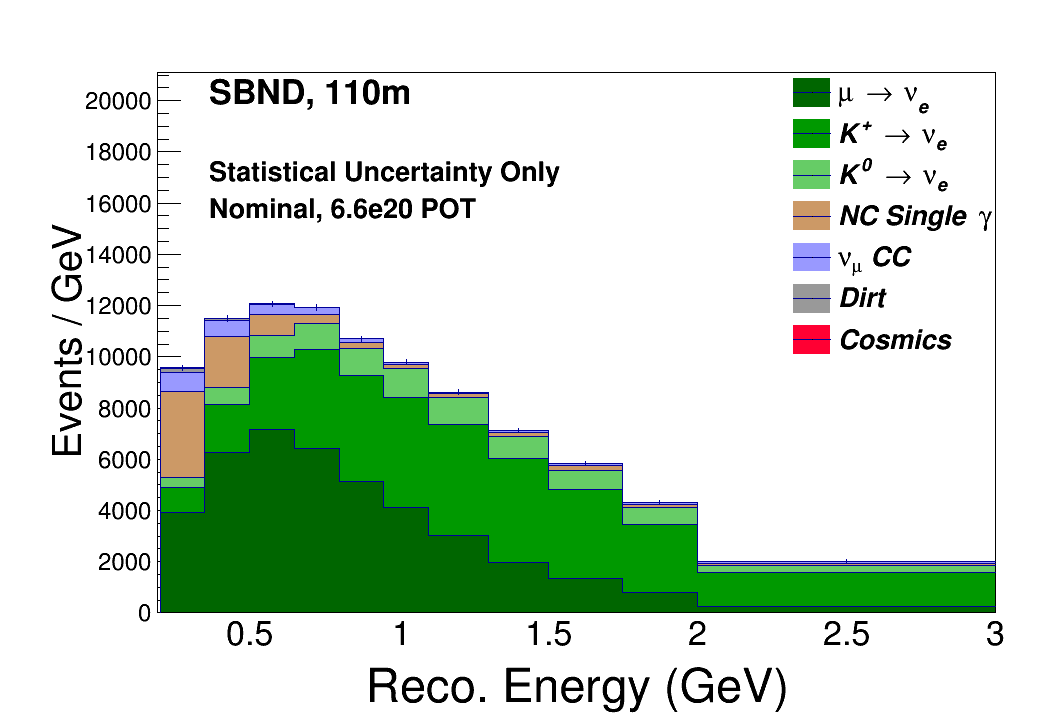 SBND, 110m
Statistical Uncertainty Only
Nominal, 6.6e20 POT
μ → νe
K+ → νe
K0 → νe
NC Single γ
νμ CC
Dirt
Cosmics
Events / GeV
20000
18000
16000
14000
12000
10000
8000
6000
4000
2000
0
0.5 1 1.5 2 2.5 3
Reco. Energy (GeV)